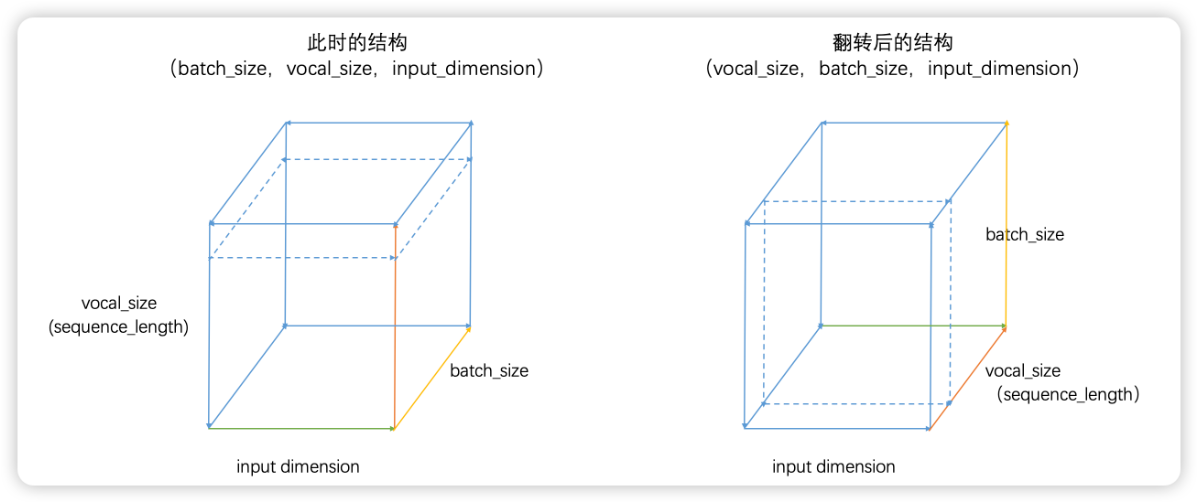 此时的结构
（batch_size，vocal_size，input_dimension）
vocal_size
(sequence_length)
batch_size
input dimension
翻转后的结构
（vocal_size，batch_size，input_dimension）
batch_size
vocal_size
（sequence_length）
input dimension